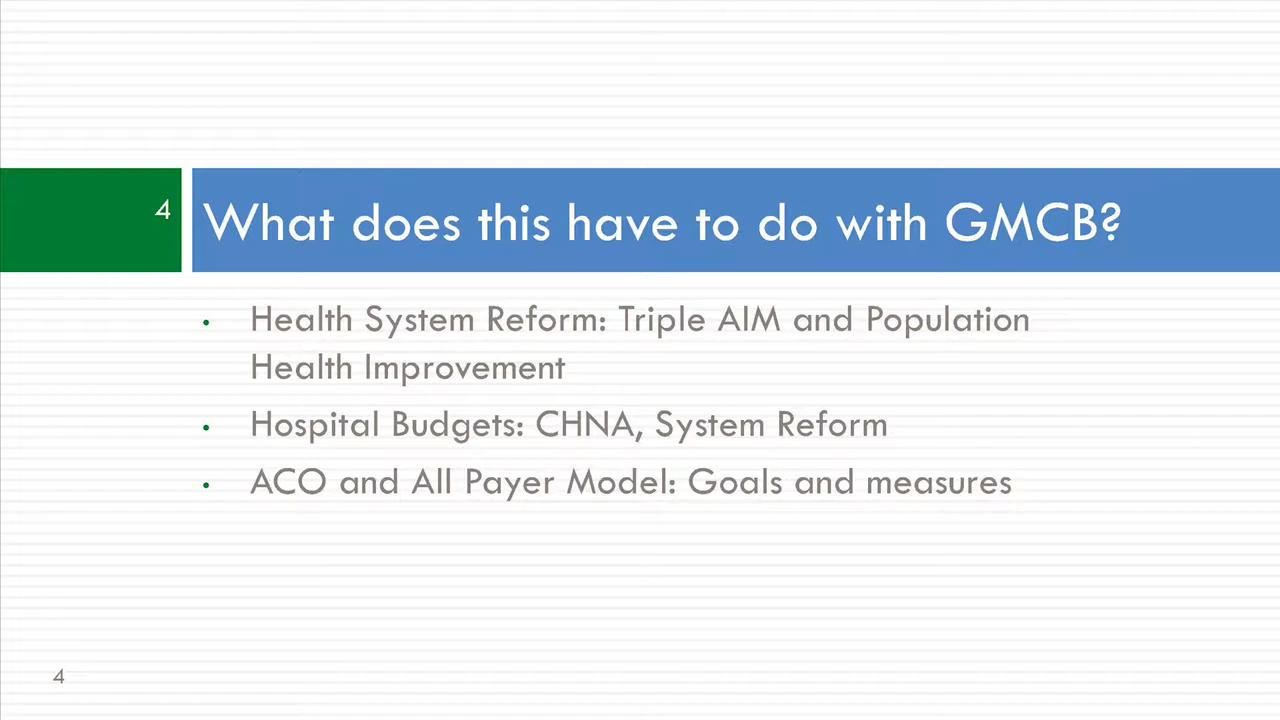 4
What does this have to do with GMCB?
• Health System Reform: Triple AIM and Population
Health Improvement
• Hospital Budgets: CHNA, System Reform
• ACO and All Payer Model: Goals and measures
4